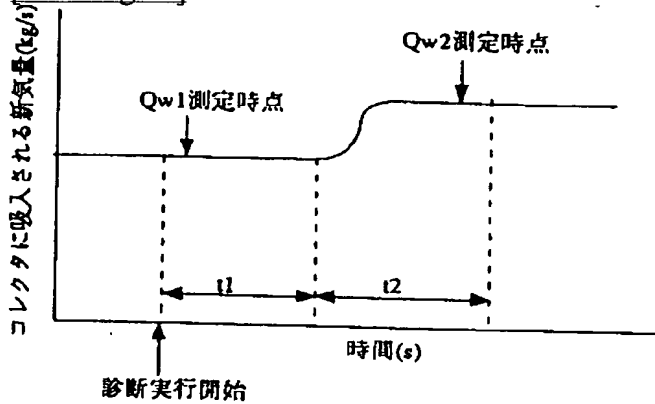 コレクタに吸入される新気量(kg/s)
Qw2測定時点
Qw1測定時点
t1
t2
時間(s)
診断実行開始